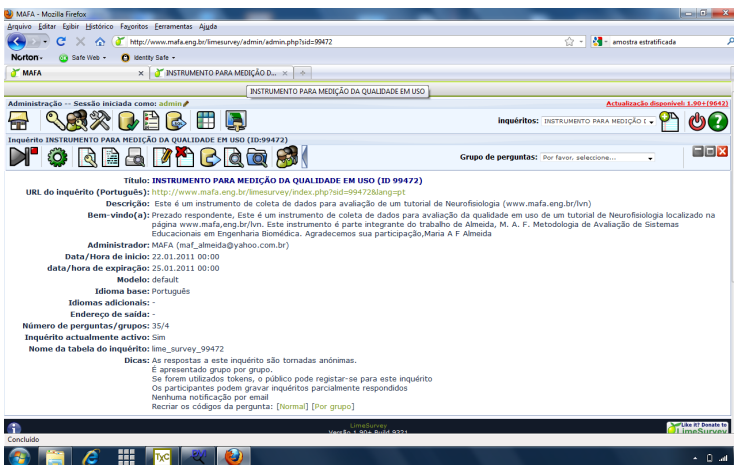 MAFA - Mozilla Firefox
Arquivo Editar Exibir Histórico Favoritos Ferramentas Ajuda
http://www.mafa.eng.br/limesurvey/admin/admin.php?sid=99472
amostra estratificada
Norton Safe Web Identity Safe
MAFA
INSTRUMENTO PARA MEDIÇÃO D...
INSTRUMENTO PARA MEDIÇÃO DA QUALIDADE EM USO
Administração -- Sessão iniciada como: admin
Actualização disponível: 1.90+(9642)
inquéritos: INSTRUMENTO PARA MEDIÇÃO
Inquérito INSTRUMENTO PARA MEDIÇÃO DA QUALIDADE EM USO (ID:99472)
Grupo de perguntas: Por favor, seleccione...
Título: INSTRUMENTO PARA MEDIÇÃO DA QUALIDADE EM USO (ID 99472)
URL do inquérito (Português): http://www.mafa.eng.br/limesurvey/index.php?sid=99472&lang=pt
Descrição: Este é um instrumento de coleta de dados para avaliação de um tutorial de Neurofisiologia (www.mafa.eng.br/lvn)
Bem-vindo(a): Prezado respondente, Este é um instrumento de coleta de dados para avaliação da qualidade em uso de um tutorial de Neurofisiologia localizado na
página www.mafa.eng.br/lvn. Este instrumento é parte integrante do trabalho de Almeida, M. A. F. Metodologia de Avaliação de Sistemas
Educacionais em Engenharia Biomédica. Agradecemos sua participação,Maria A F Almeida
Administrador: MAFA (maf_almeida@yahoo.com.br)
Data/Hora de inicio: 22.01.2011 00:00
data/hora de expiração: 25.01.2011 00:00
Modelo: default
Idioma base: Português
Idiomas adicionais: -
Endereço de saída: -
Número de perguntas/grupos: 35/4
Inquérito actualmente activo: Sim
Nome da tabela do inquérito: lime_survey_99472
Dicas: As respostas a este inquérito são tornadas anónimas.
É apresentado grupo por grupo.
Se forem utilizados tokens, o público pode registar-se para este inquérito
Os participantes podem gravar inquéritos parcialmente respondidos
Nenhuma notificação por email
Recriar os códigos da pergunta: [Normal] [Por grupo]
LimeSurvey
Versão 1.90+ Build 9321
Like it? Donate to
LimeSurvey
Concluído
TXC